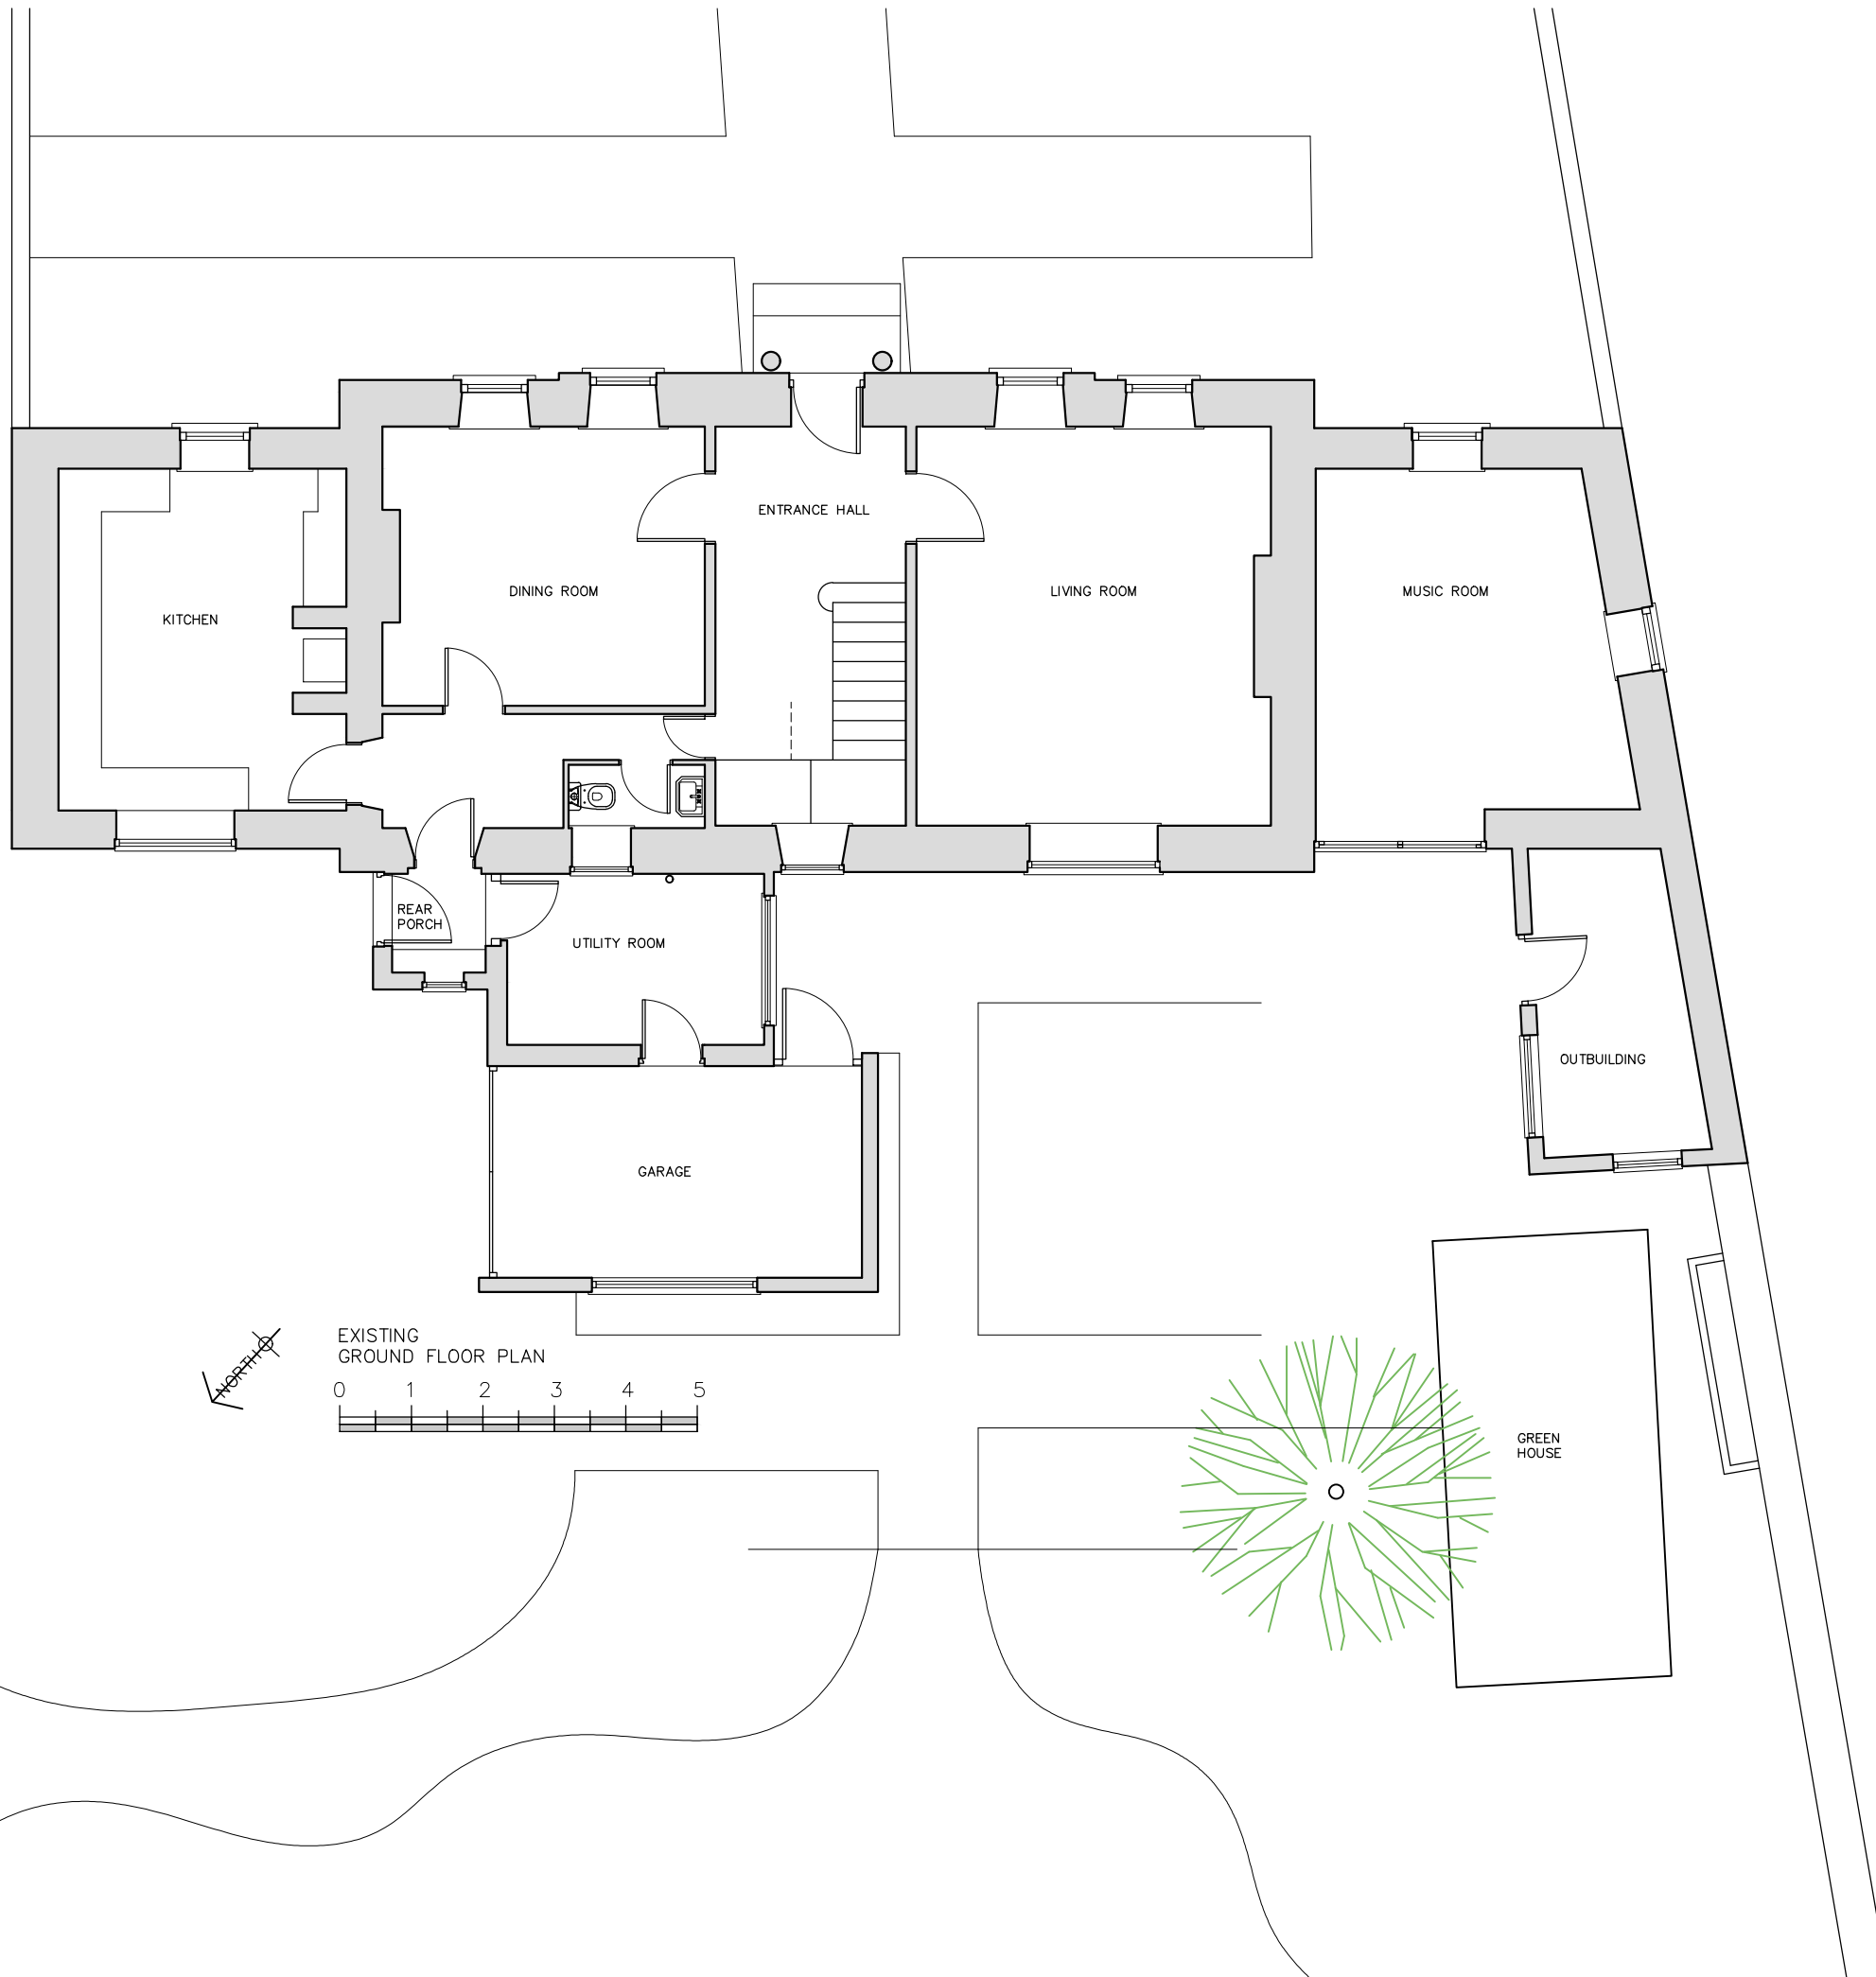 ENTRANCE HALL
DINING ROOM
LIVING ROOM
MUSIC ROOM
KITCHEN
REAR
PORCH
UTILITY ROOM
OUTBUILDING
GARAGE
NORTH
EXISTING
GROUND FLOOR PLAN
0 1 2 3 4 5
GREEN
HOUSE